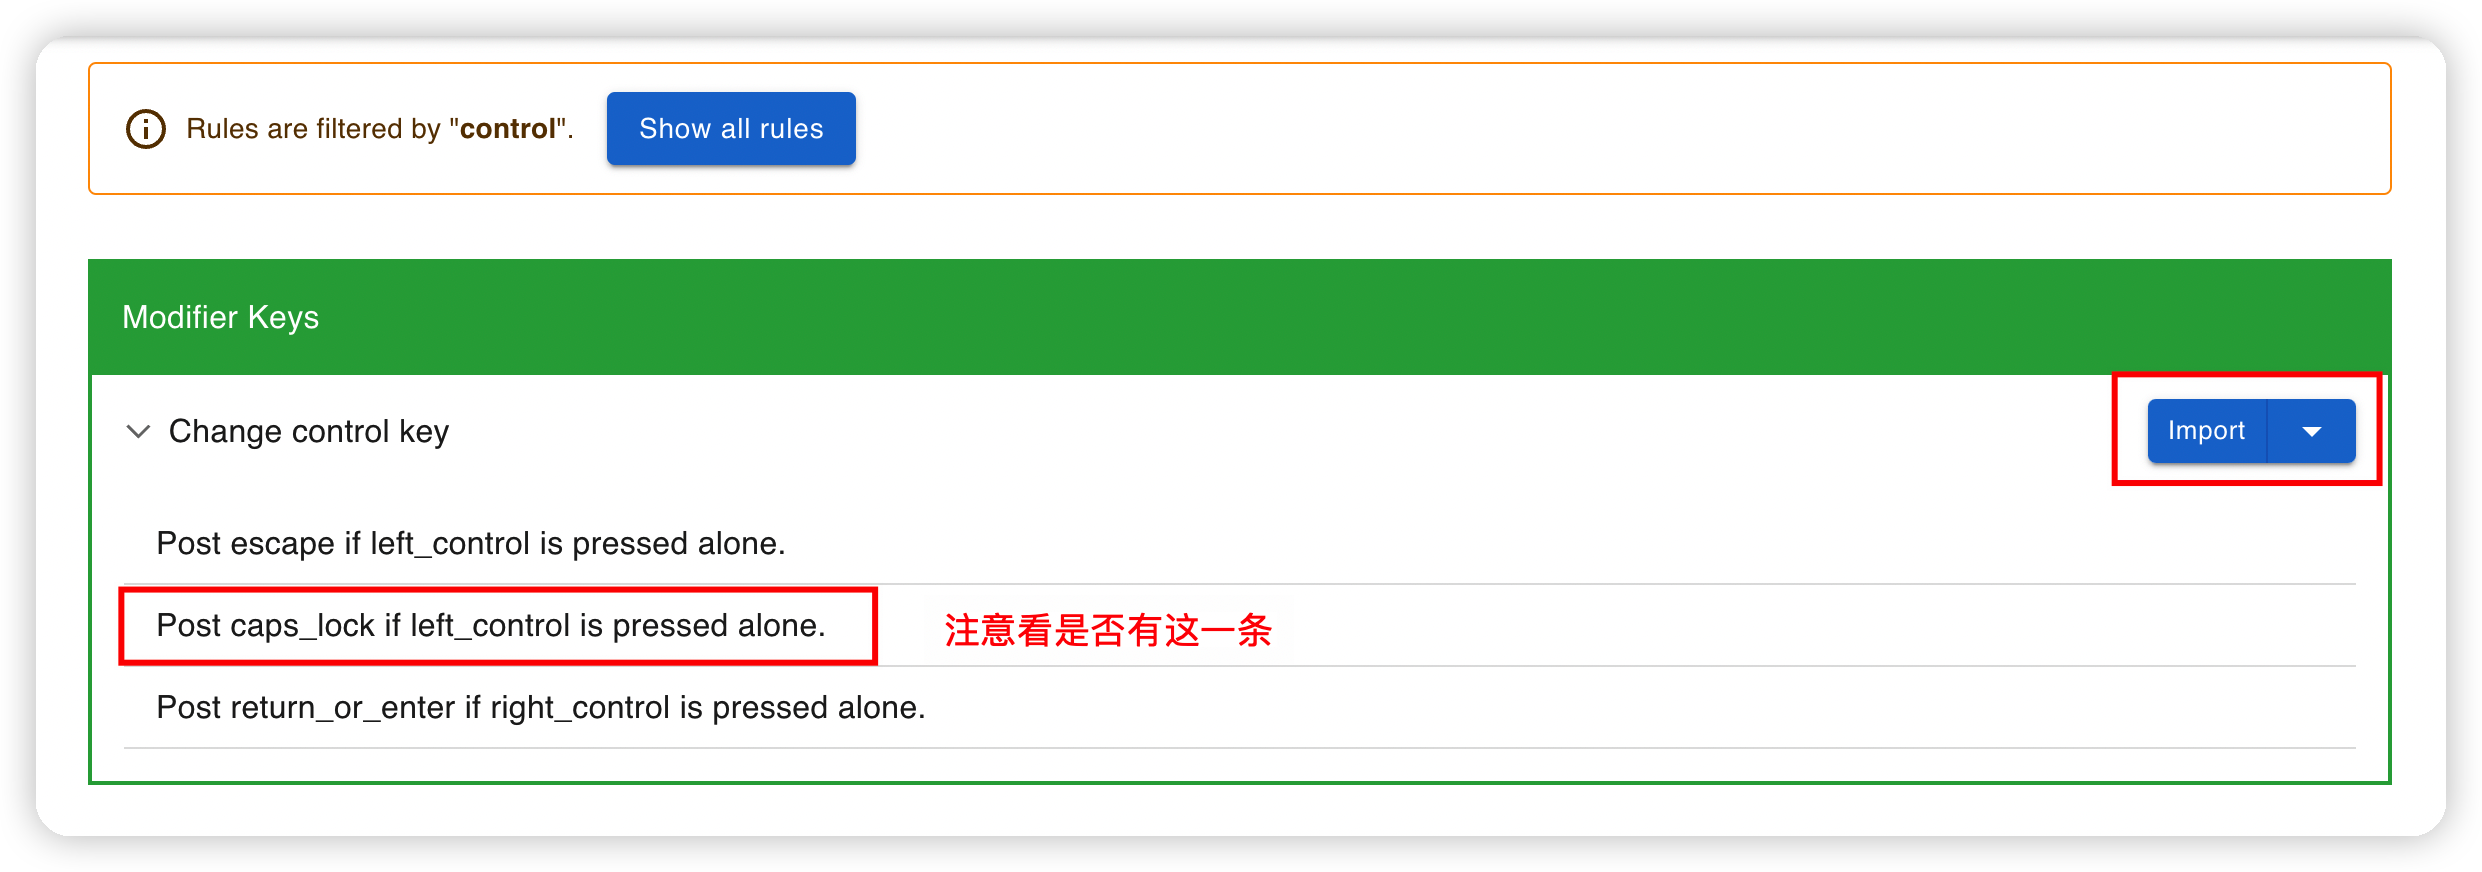 Rules are filtered by "control". Show all rules
Modifier Keys
Change control key Import
Post escape if left_control is pressed alone.
Post caps_lock if left_control is pressed alone. 注意看是否有这一条
Post return_or_enter if right_control is pressed alone.